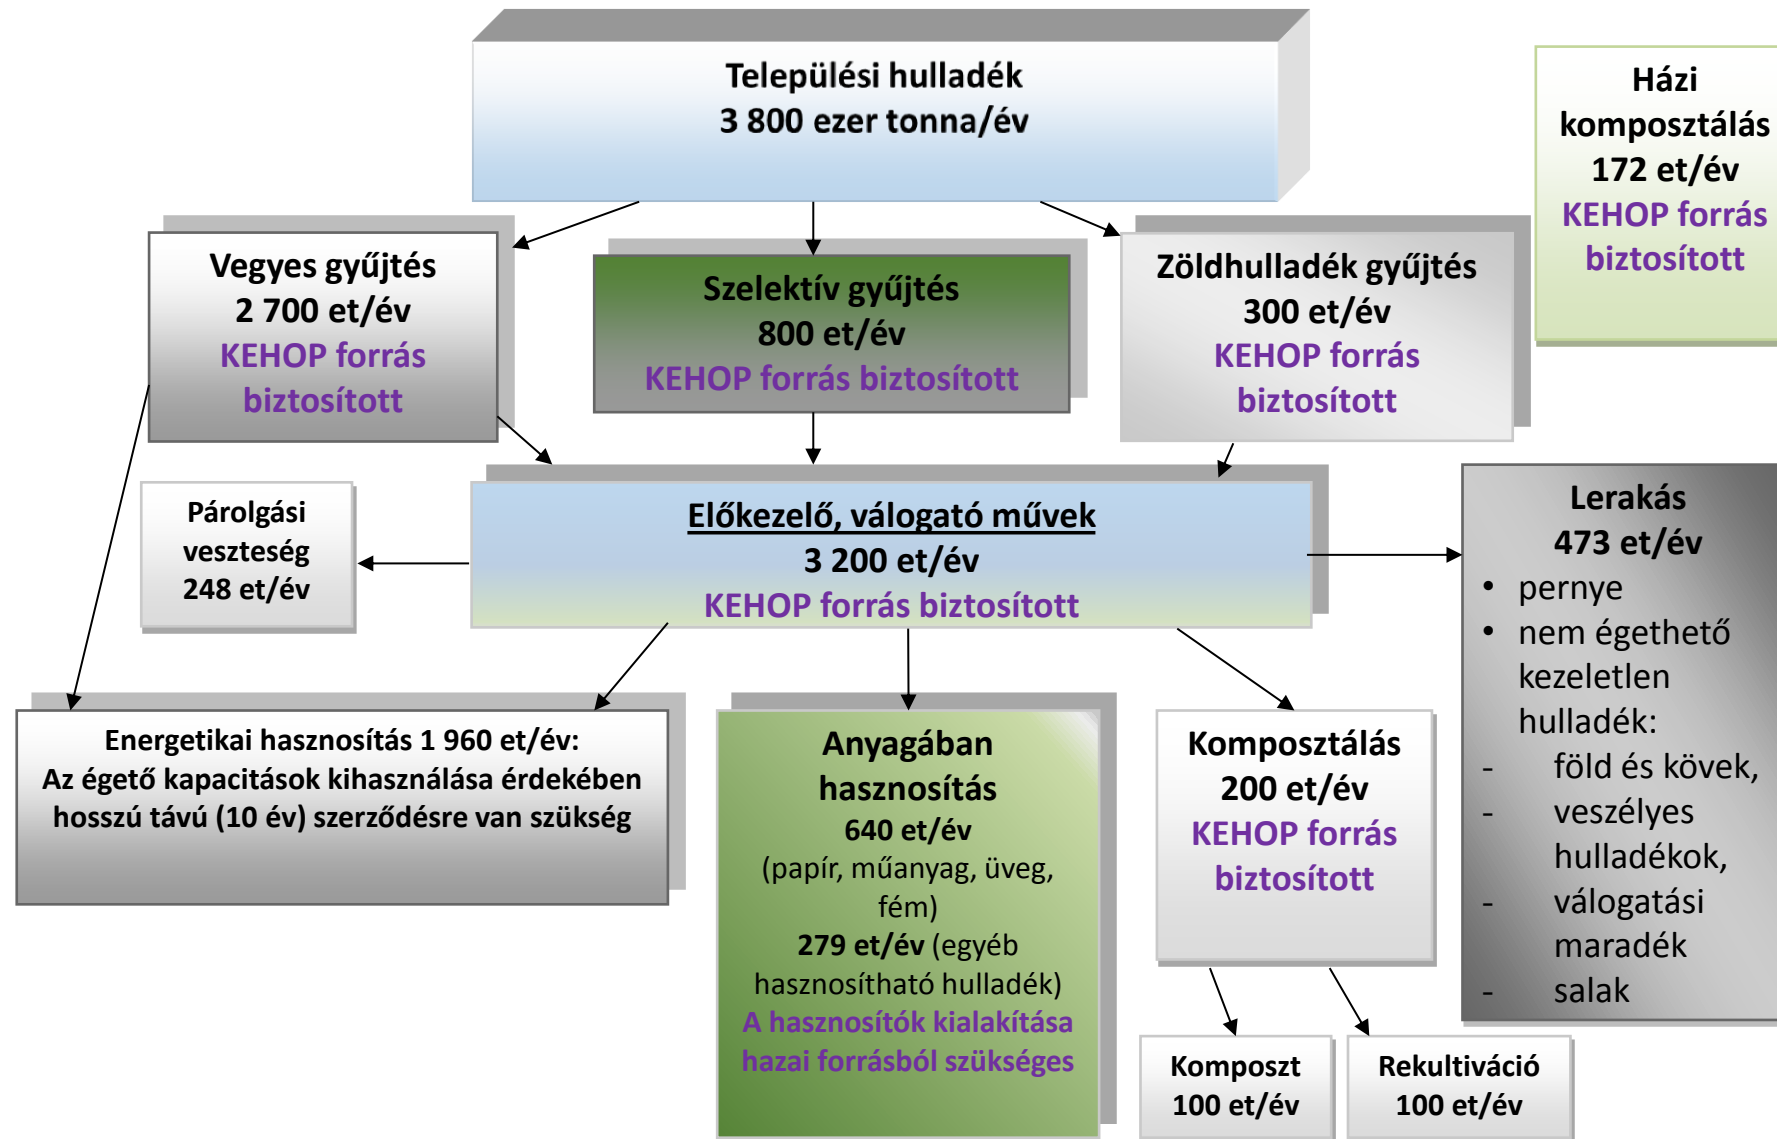 Települési hulladék
3 800 ezer tonna/év
Házi
komposztálás
172 et/év
KEHOP forrás
biztosított
Vegyes gyűjtés
2 700 et/év
KEHOP forrás
biztosított
Szelektív gyűjtés
800 et/év
KEHOP forrás biztosított
Zöldhulladék gyűjtés
300 et/év
KEHOP forrás
biztosított
Párolgási
veszteség
248 et/év
Előkezelő, válogató művek
3 200 et/év
KEHOP forrás biztosított
Lerakás
473 et/év
• pernye
• nem égethető
kezeletlen
hulladék:
- föld és kövek,
- veszélyes
hulladékok,
- válogatási
maradék
- salak
Energetikai hasznosítás 1 960 et/év:
Az égető kapacitások kihasználása érdekében
hosszú távú (10 év) szerződésre van szükség
Anyagában
hasznosítás
640 et/év
(papír, műanyag, üveg,
fém)
279 et/év (egyéb
hasznosítható hulladék)
A hasznosítók kialakítása
hazai forrásból szükséges
Komposztálás
200 et/év
KEHOP forrás
biztosított
Komposzt
100 et/év
Rekultiváció
100 et/év